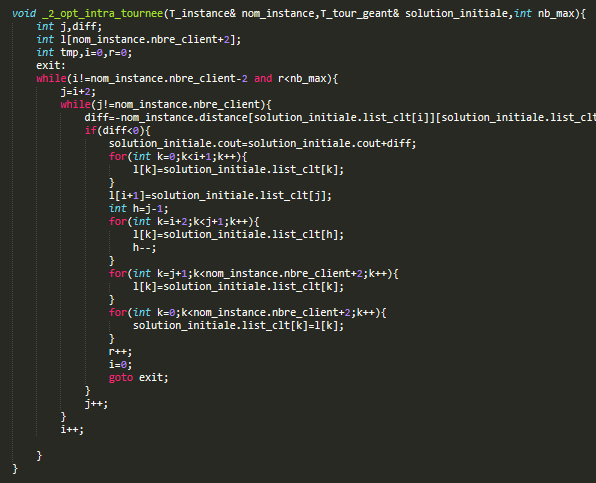 void _2_opt_intra_tournee(T_instance& nom_instance,T_tour_geant& solution_initiale,int nb_max){
    int j,diff;
    int l[nom_instance.nbre_client+2];
    int tmp,i=0,r=0;
    exit:
    while(i!=nom_instance.nbre_client-2 and r<nb_max){
        j=i+2;
        while(j!=nom_instance.nbre_client){
            diff=-nom_instance.distance[solution_initiale.list_clt[i]][solution_initiale.list_clt
            if(diff<0){
                solution_initiale.cout=solution_initiale.cout+diff;
                for(int k=0;k<i+1;k++){
                    l[k]=solution_initiale.list_clt[k];
                }
                l[i+1]=solution_initiale.list_clt[j];
                int h=j-1;
                for(int k=i+2;k<j+1;k++){
                    l[k]=solution_initiale.list_clt[h];
                    h--;
                }
                for(int k=j+1;k<nom_instance.nbre_client+2;k++){
                    l[k]=solution_initiale.list_clt[k];
                }
                for(int k=0;k<nom_instance.nbre_client+2;k++){
                    solution_initiale.list_clt[k]=l[k];
                }
                r++;
                i=0;
                goto exit;
            }
            j++;
        }
        i++;
    }
}